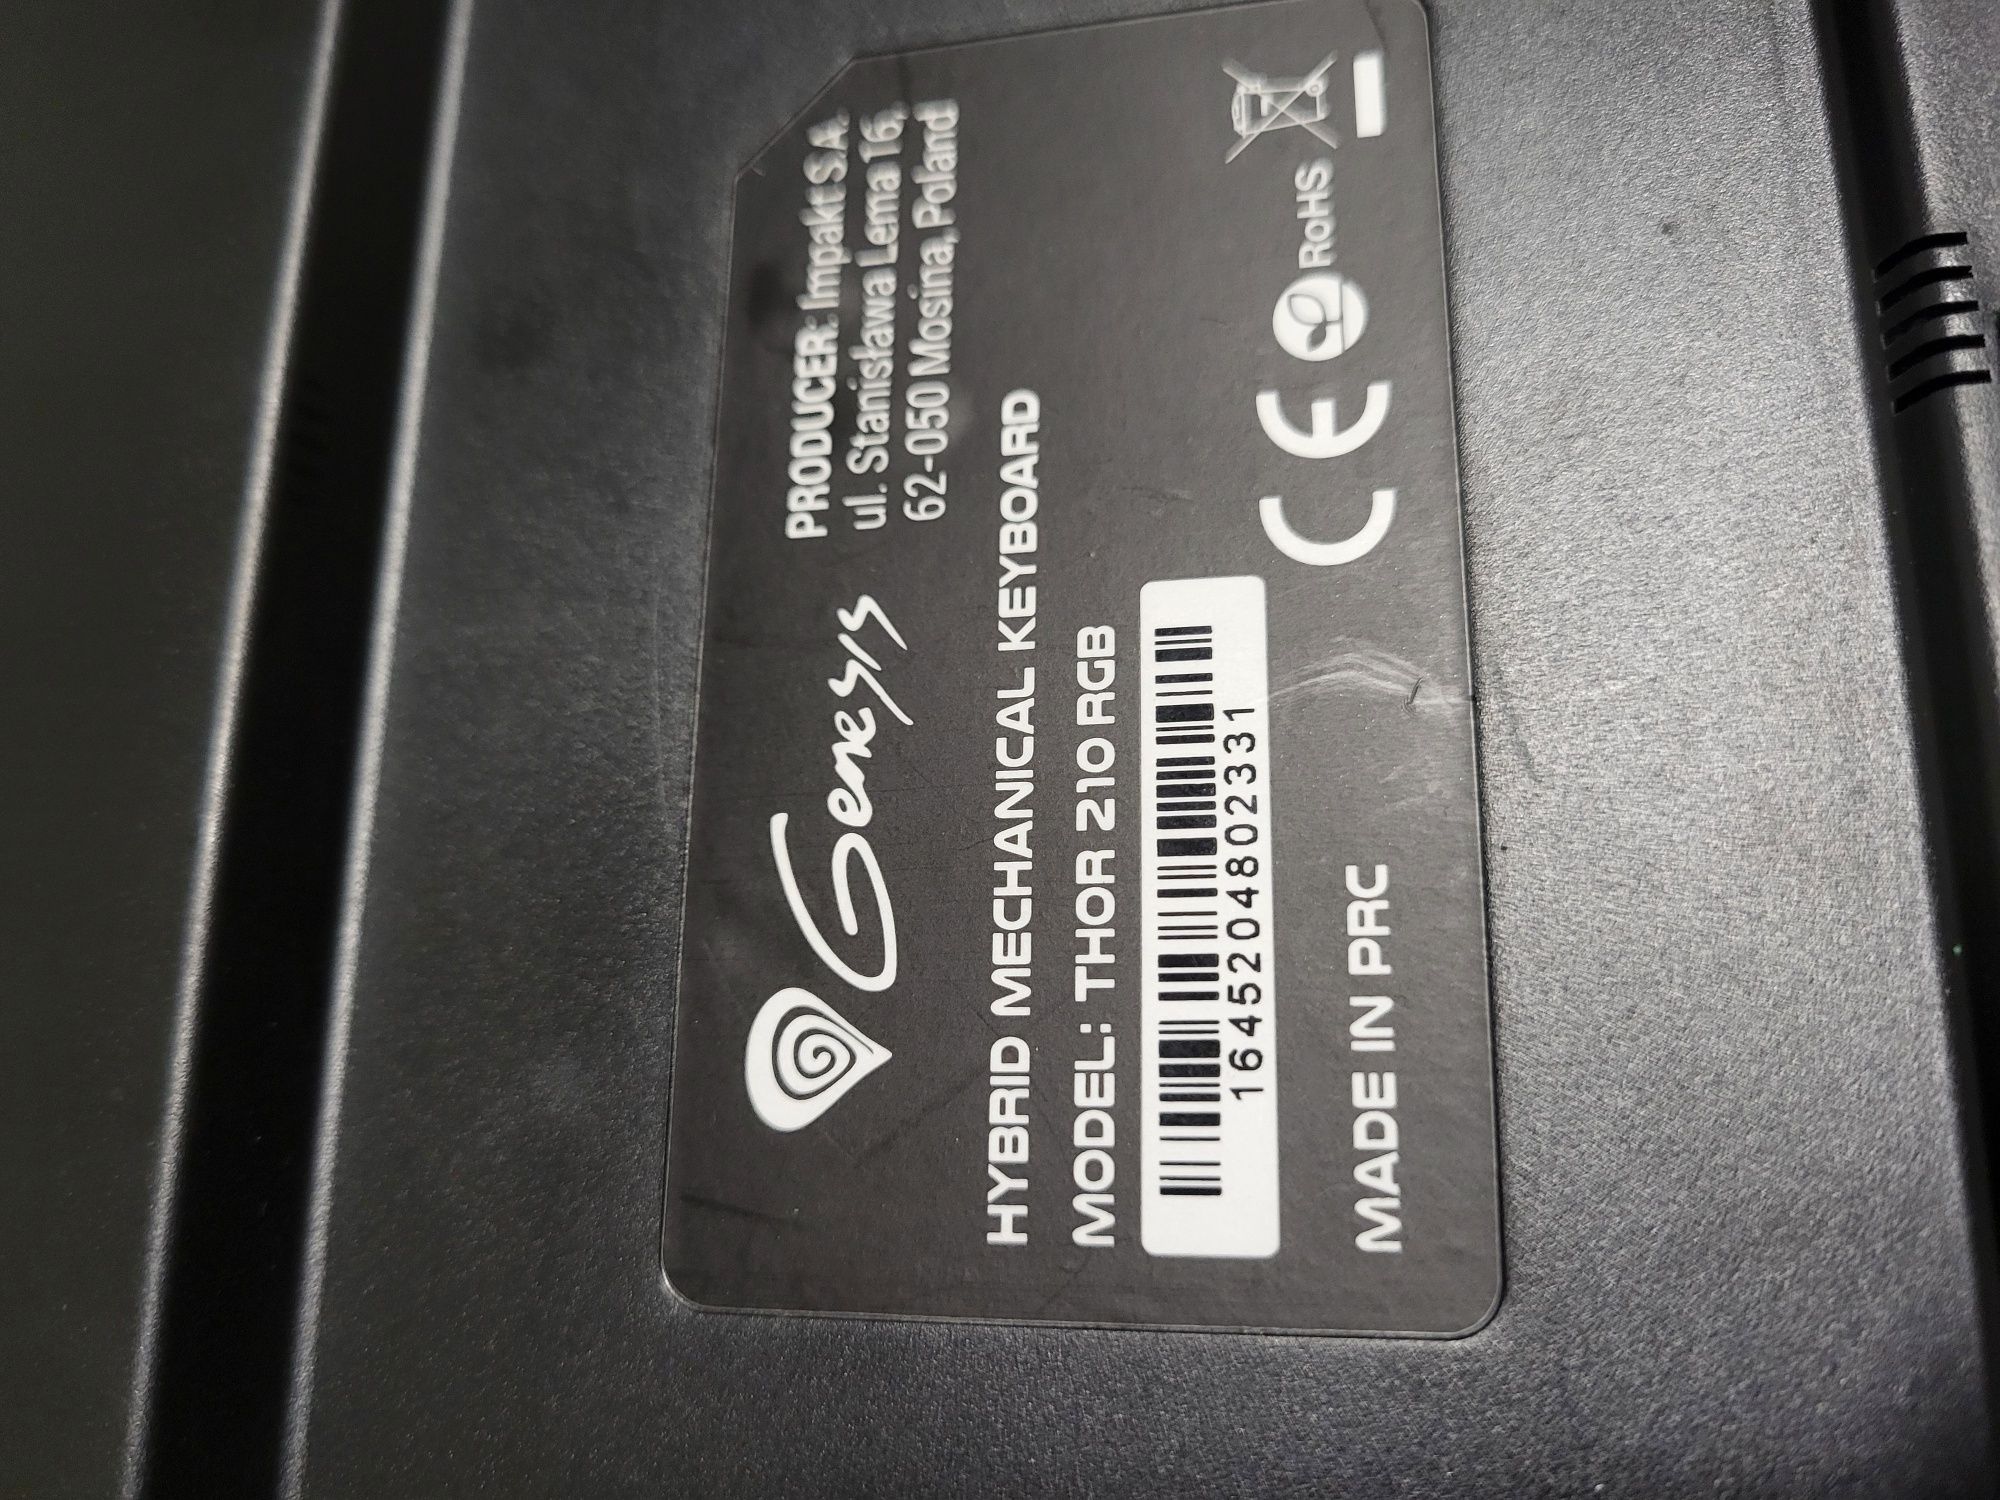 Genesis
PRODUCER: Impakt S.A.
ul. Stanisława Lema 16,
62-050 Mosina, Poland
HYBRID MECHANICAL KEYBOARD
MODEL: THOR 210 RGB
1645204802331
MADE IN PRC
CE
RoHS